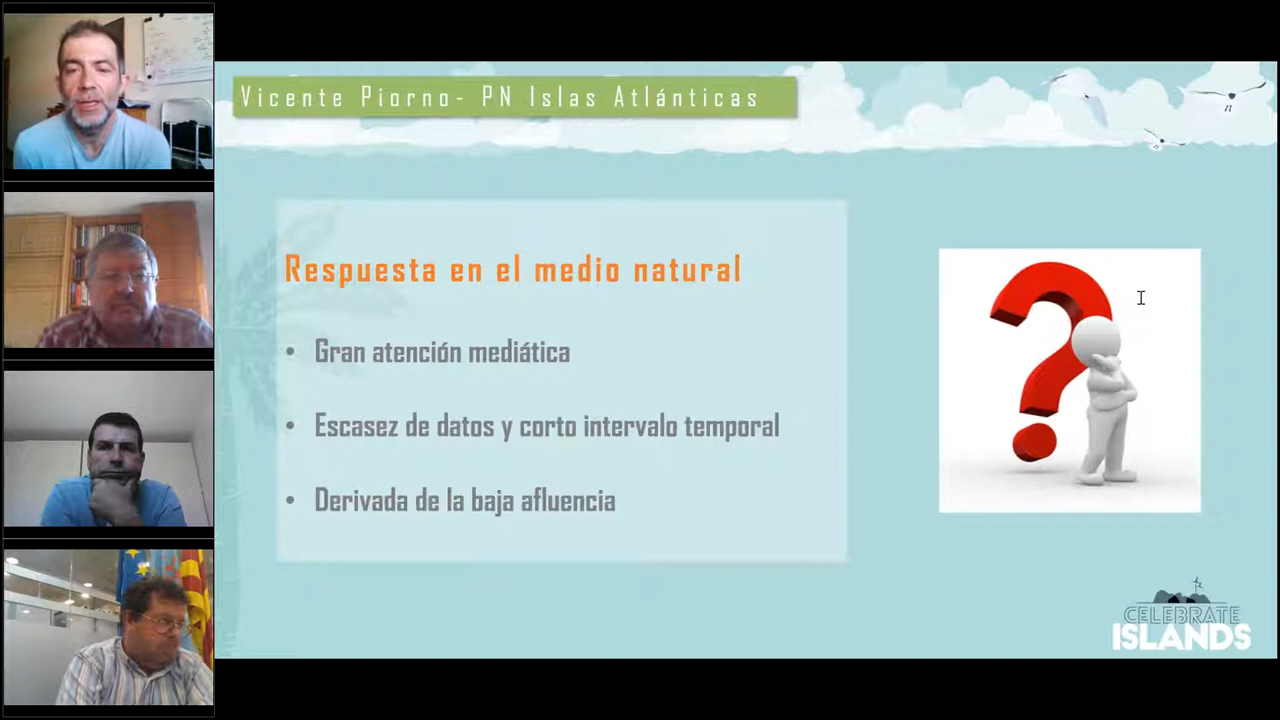 Vicente Piorno- PN Islas Atlánticas
Respuesta en el medio natural
• Gran atención mediática
• Escasez de datos y corto intervalo temporal
• Derivada de la baja afluencia
CELEBRATE
ISLANDS